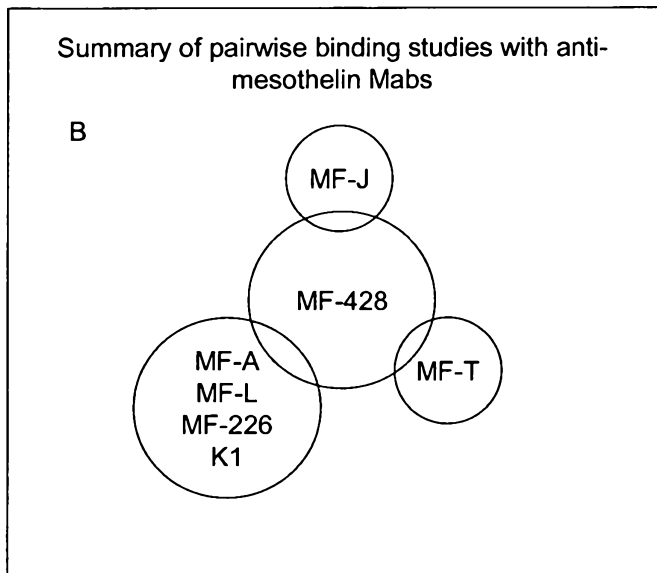 Summary of pairwise binding studies with anti-
mesothelin Mabs
B
MF-J
MF-428
MF-A
MF-L
MF-226
K1
MF-T